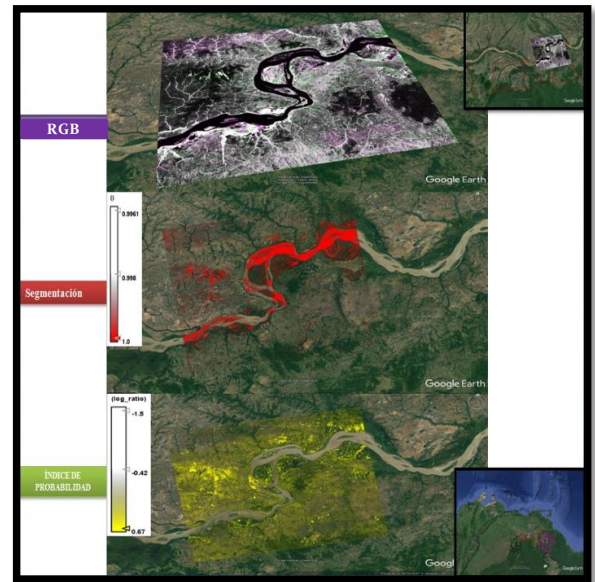 RGB
Google Earth
Google Earth
()
0.9961
0.998
1.0
Segmentación
Google Earth
(log_ratio)
-1.5
-0.42
0.67
ÍNDICE DE
PROBABILIDAD
Googl
Google Earth